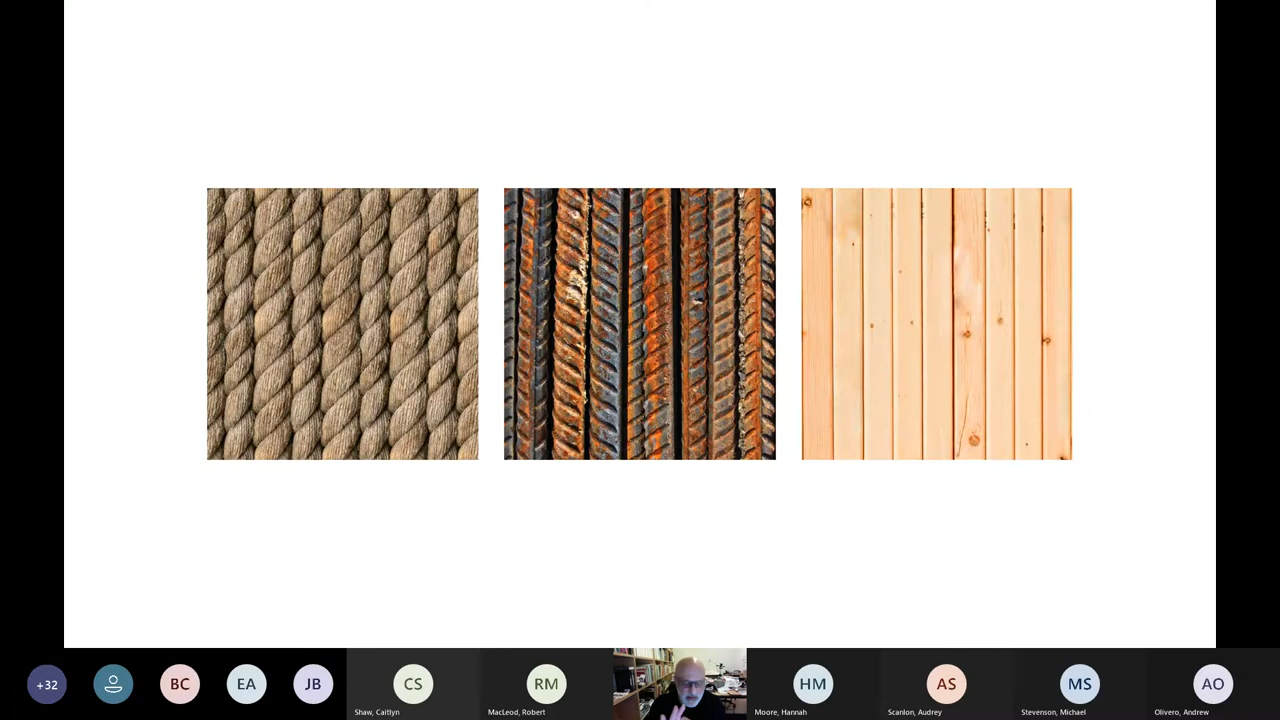 +32
BC
EA
JB
CS
Shaw, Caitlyn
RM
MacLeod, Robert
HM
Moore, Hannah
AS
Scanlon, Audrey
MS
Stevenson, Michael
AO
Olivero, Andrew